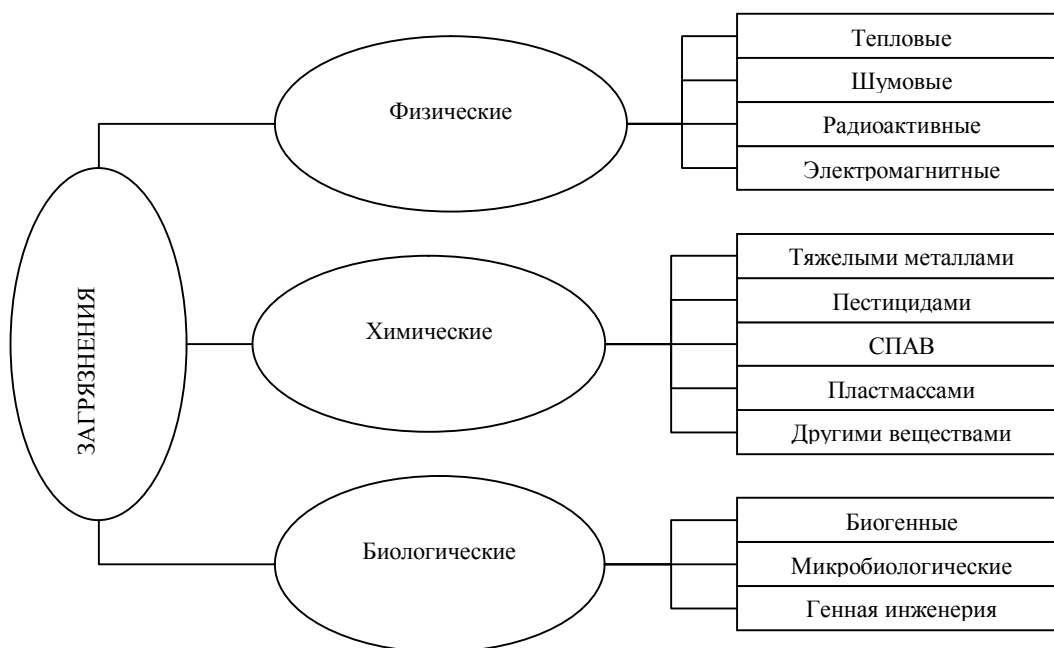 ЗАГРЯЗНЕНИЯ
Физические
Тепловые
Шумовые
Радиоактивные
Электромагнитные
Химические
Тяжелыми металлами
Пестицидами
СПАВ
Пластмассами
Другими веществами
Биологические
Биогенные
Микробиологические
Генная инженерия